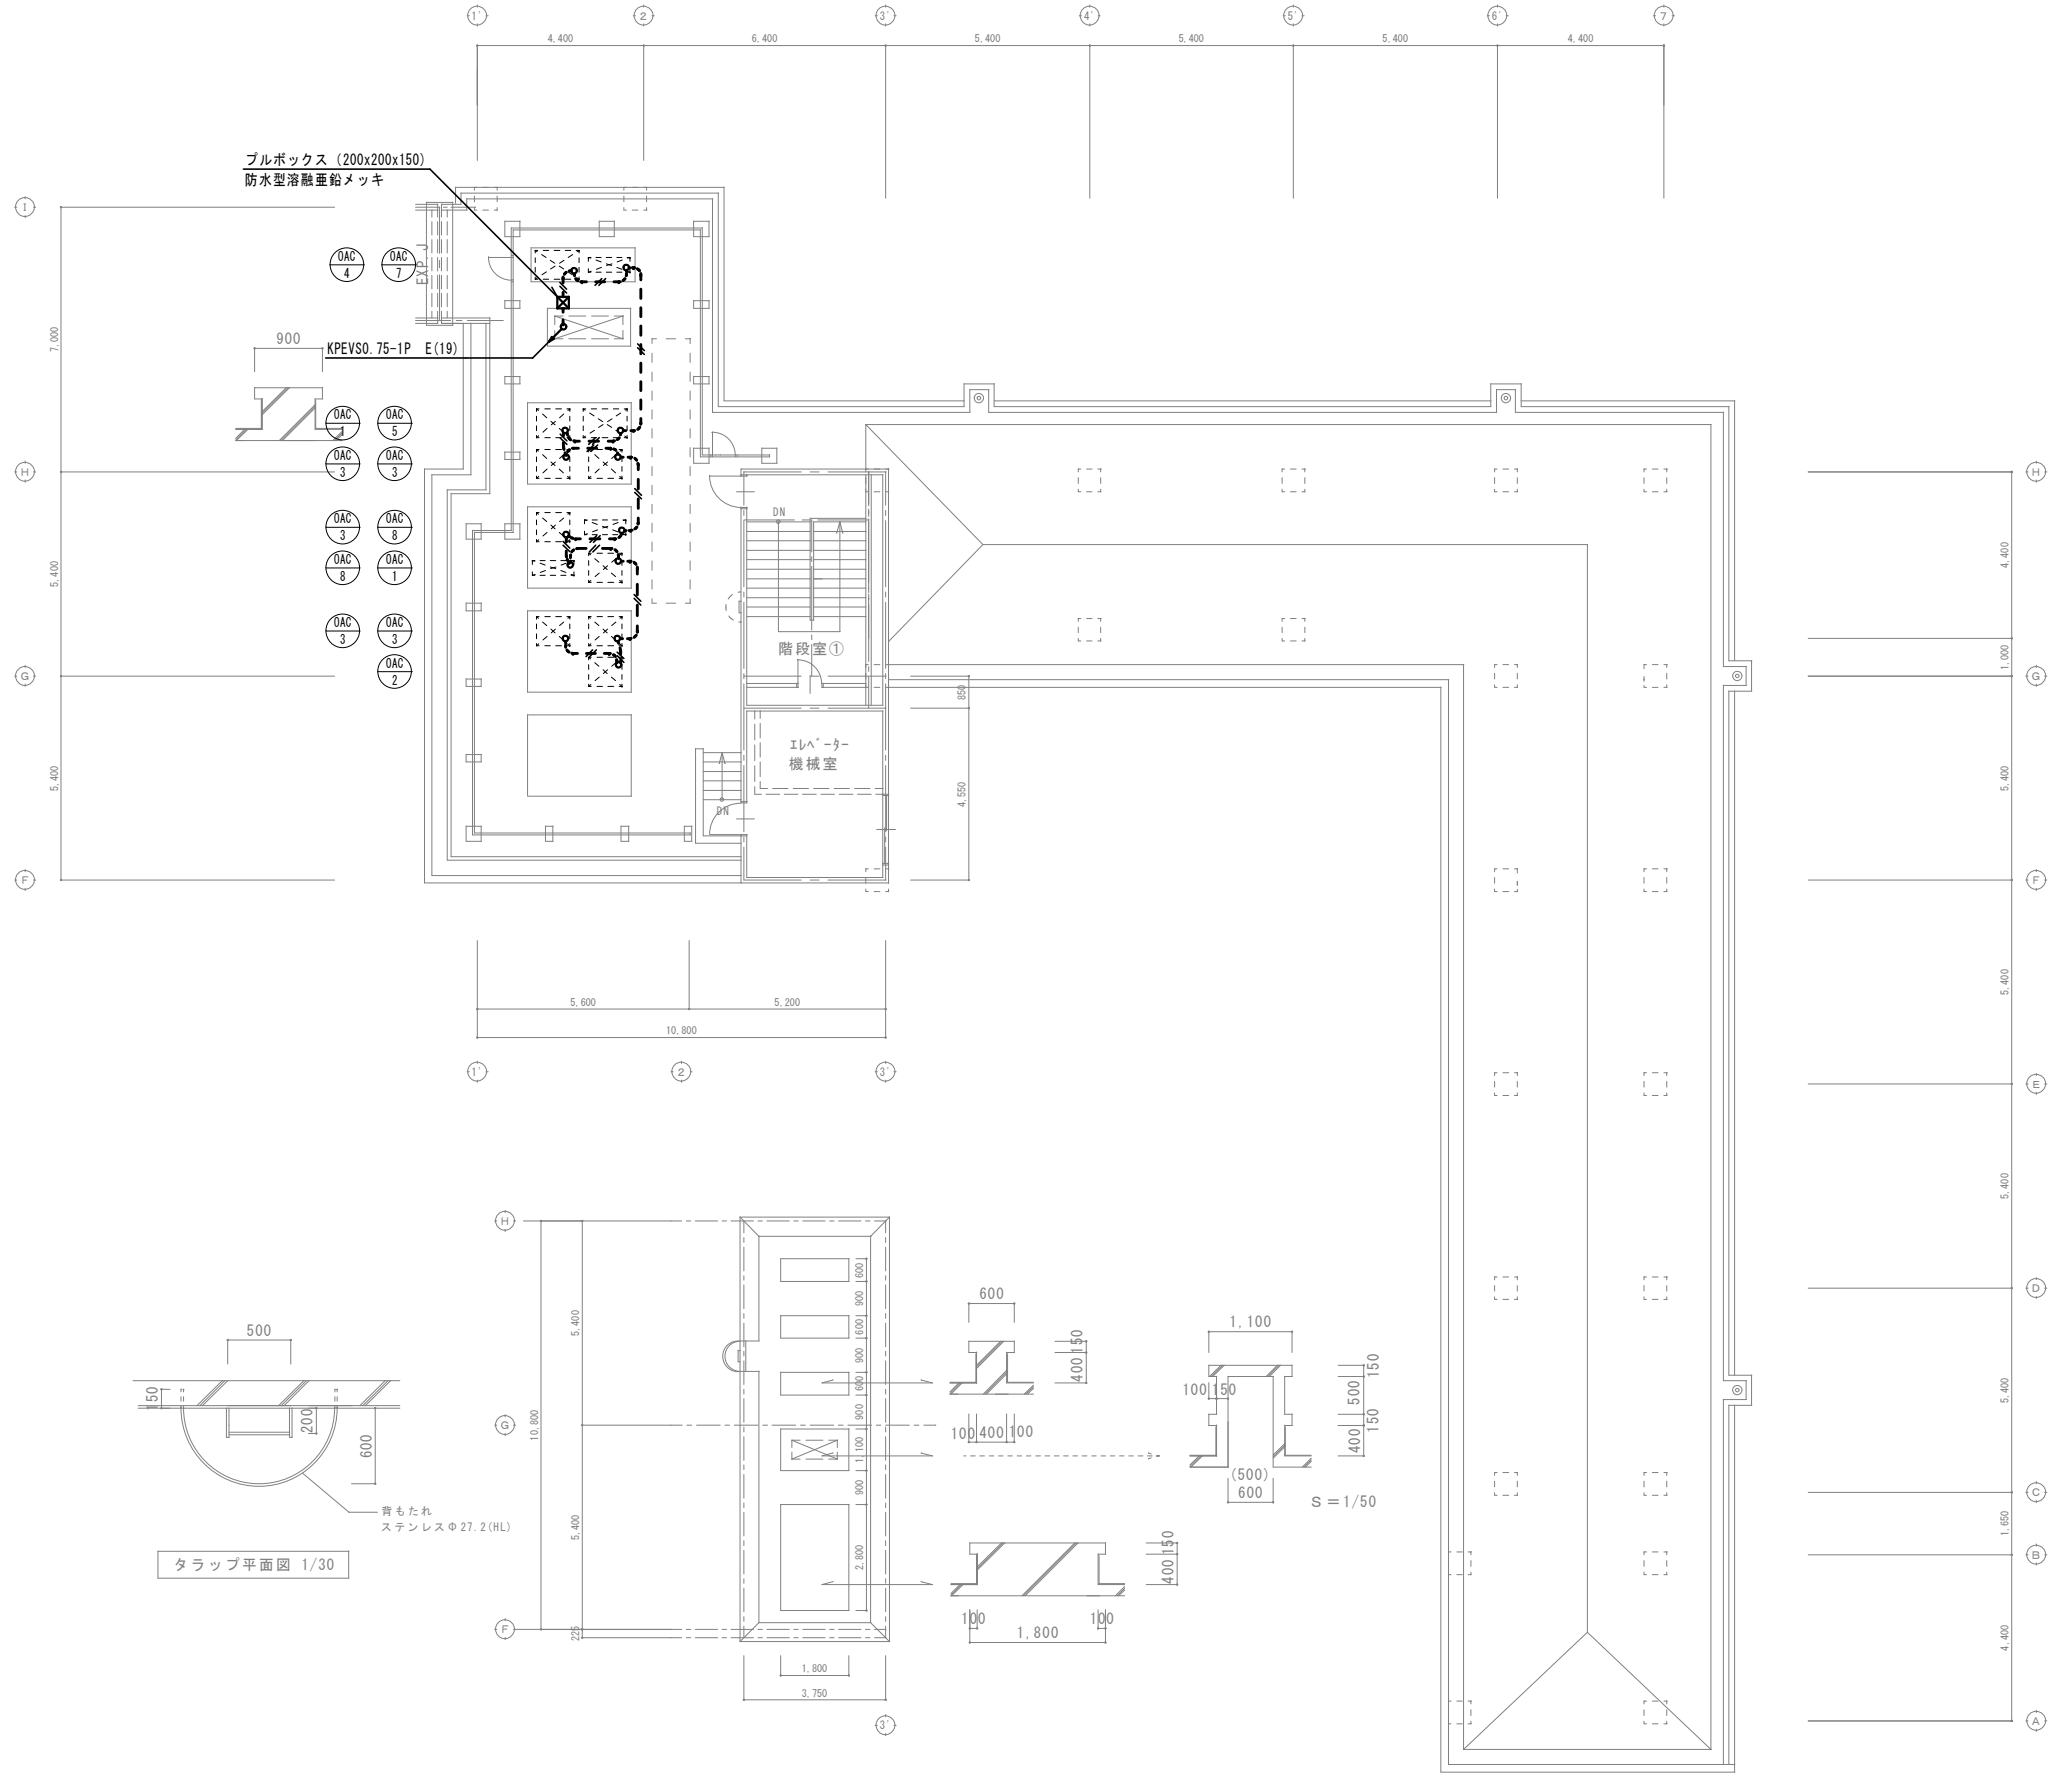 1' 2 3' 4' 5' 6' 7
4,400 6,400 5,400 5,400 5,400 4,400
プルボックス (200x200x150)
防水型溶融亜鉛メッキ
I
OAC 4
OAC 7
EXP.J
7,000
900
KPEVS0.75-1P E(19)
OAC 1
OAC 5
OAC 3
OAC 3
H
H
DN
OAC 3
OAC 8
OAC 8
OAC 1
5,400
4,400
OAC 3
OAC 3
階段室①
OAC 2
1,000
G
G
850
ｴﾚﾍﾞｰﾀｰ
機械室
5,400
4,550
5,400
DN
F
F
5,400
5,600 5,200
10,800
1' 2 3'
E
5,400
H
600
900
5,400
600
900
600
900
D
600
150
400
100 400 100
1,100
150
500
150
400
100 150
(500)
600
S＝1/50
5,400
500
150
200
600
背もたれ
ステンレスΦ27.2(HL)
タラップ平面図 1/30
10,800
G
1,100
900
5,400
2,800
F
225
C
1,650
B
150
400
100 100
1,800
4,400
1,800
3,750
3'
A